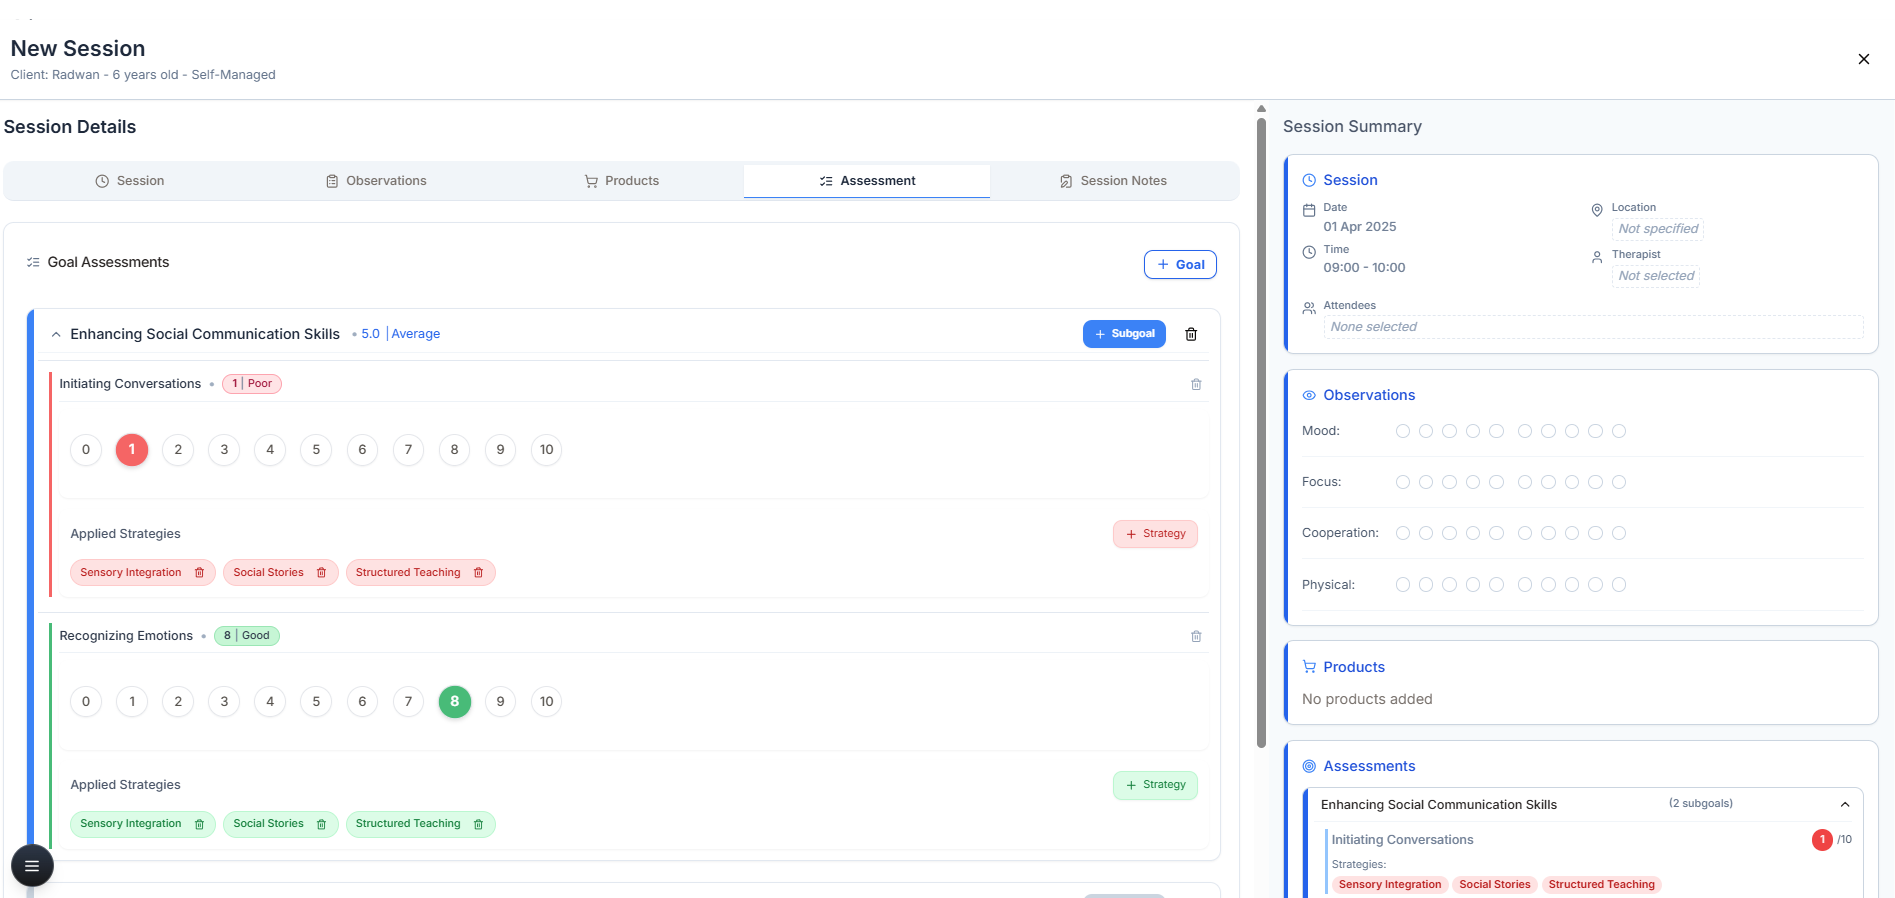 New Session
Client: Radwan - 6 years old - Self-Managed
Session Details
Session
Observations
Products
Assessment
Session Notes
Goal Assessments
+ Goal
Enhancing Social Communication Skills • 5.0 | Average
+ Subgoal
Initiating Conversations • 1 | Poor
0 1 2 3 4 5 6 7 8 9 10
Applied Strategies
+ Strategy
Sensory Integration
Social Stories
Structured Teaching
Recognizing Emotions • 8 | Good
0 1 2 3 4 5 6 7 8 9 10
Applied Strategies
+ Strategy
Sensory Integration
Social Stories
Structured Teaching
Session Summary
Session
Date
01 Apr 2025
Time
09:00 - 10:00
Location
Not specified
Therapist
Not selected
Attendees
None selected
Observations
Mood:
Focus:
Cooperation:
Physical:
Products
No products added
Assessments
Enhancing Social Communication Skills (2 subgoals)
Initiating Conversations 1 /10
Strategies:
Sensory Integration
Social Stories
Structured Teaching